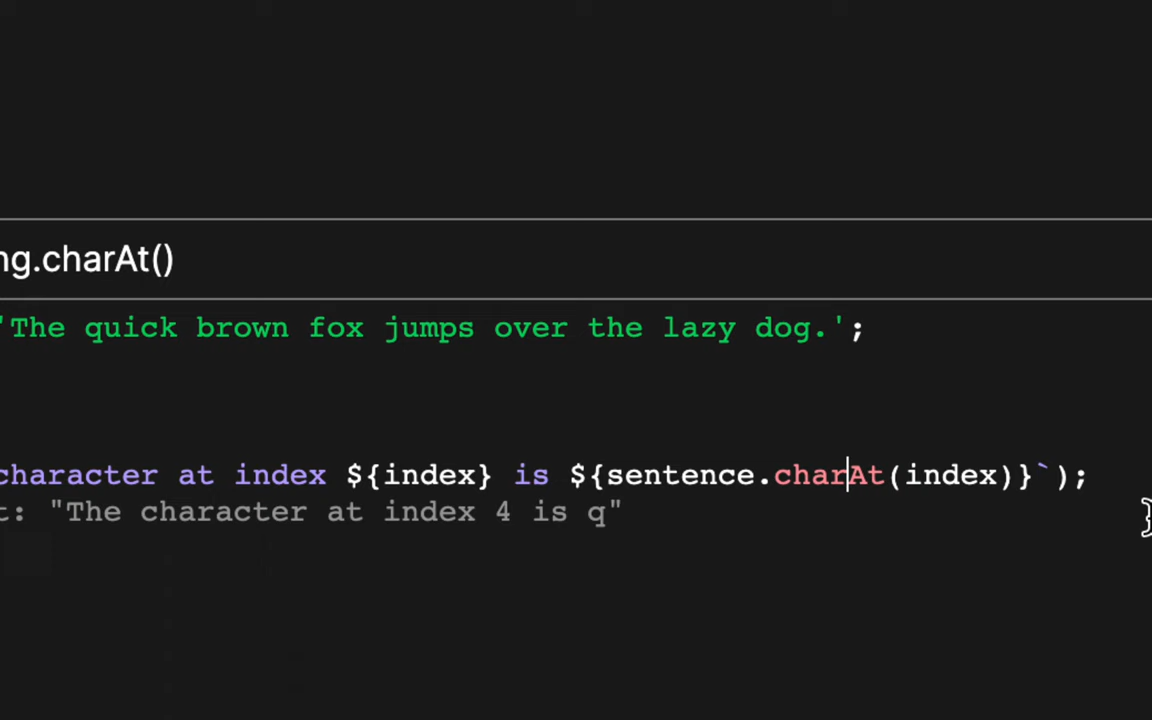 ng.charAt()
'The quick brown fox jumps over the lazy dog.';
character at index ${index} is ${sentence.charAt(index)}`);
t: "The character at index 4 is q"